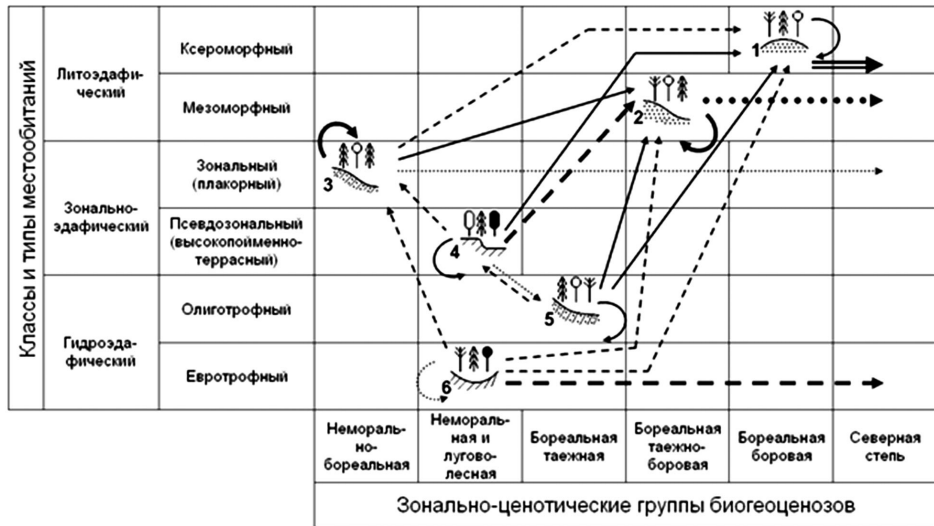 Классы и типы местообитаний
Литоэдафи-
ческий
Ксероморфный
1
Мезоморфный
2
Зонально-
эдафический
Зональный
(плакорный)
3
Псевдозональный
(высокопойменно-
террасный)
4
Гидроэда-
фический
Олиготрофный
5
Евротрофный
6
Немораль-
но-
бореальная
Немораль-
ная и
лугово-
лесная
Бореальная
таежная
Бореальная
таежно-
боровая
Бореальная
боровая
Северная
степь
Зонально-ценотические группы биогеоценозов